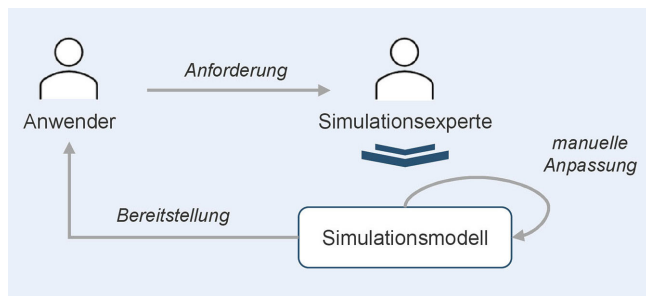 Anforderung
Anwender
Simulationsexperte
manuelle
Anpassung
Bereitstellung
Simulationsmodell